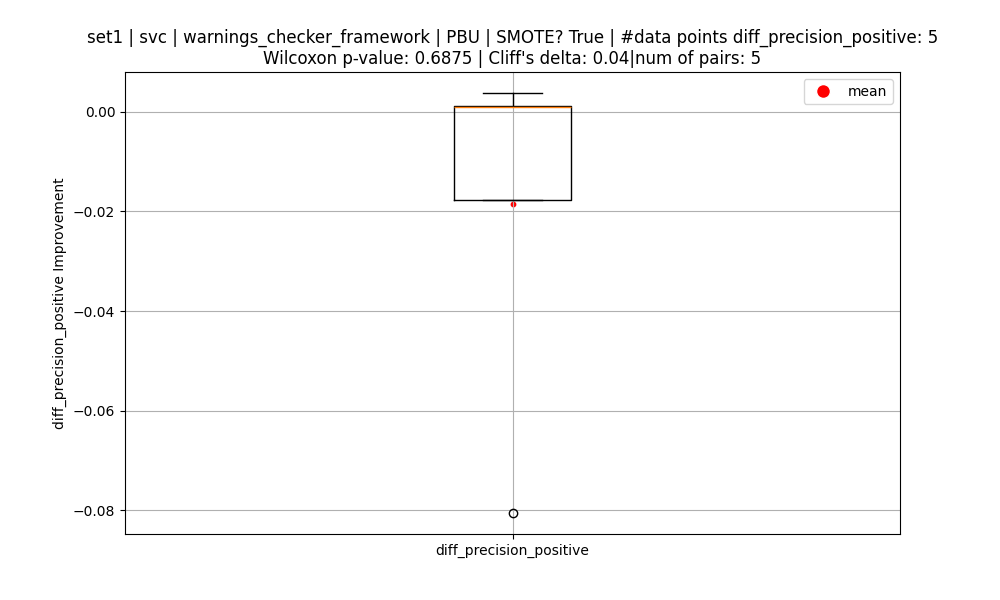 set1 | svc | warnings_checker_framework | PBU | SMOTE? True | #data points diff_precision_positive: 5
Wilcoxon p-value: 0.6875 | Cliff's delta: 0.04|num of pairs: 5
mean
0.00
−0.02
−0.04
−0.06
−0.08
diff_precision_positive Improvement
diff_precision_positive